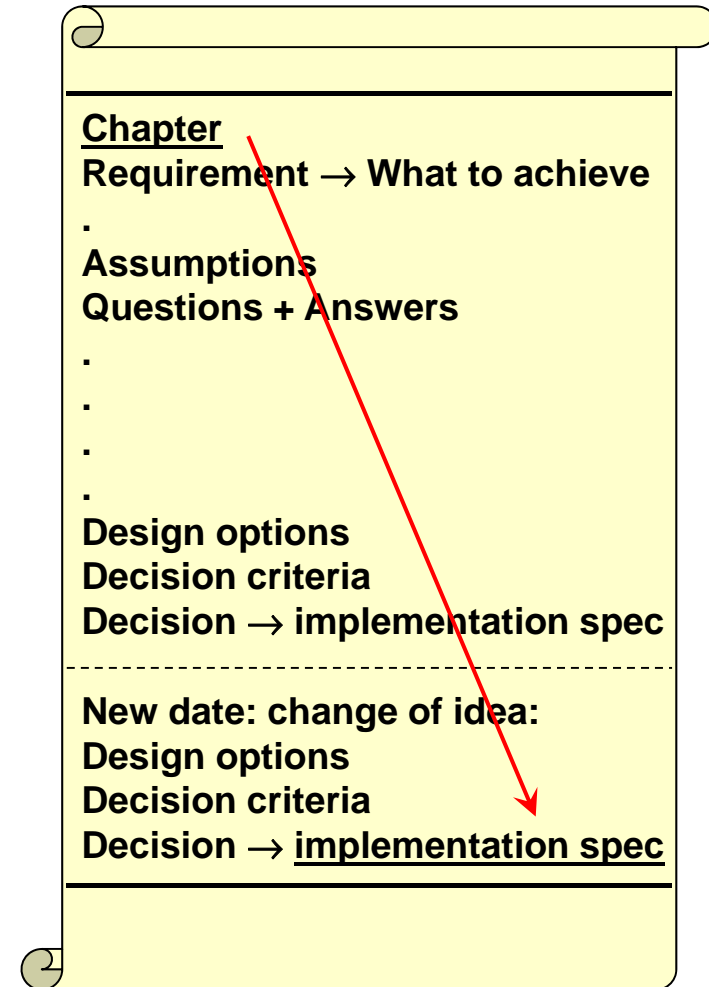 Chapter
Requirement → What to achieve
.
Assumptions
Questions + Answers
.
.
.
.
Design options
Decision criteria
Decision → implementation spec
New date: change of idea:
Design options
Decision criteria
Decision → implementation spec